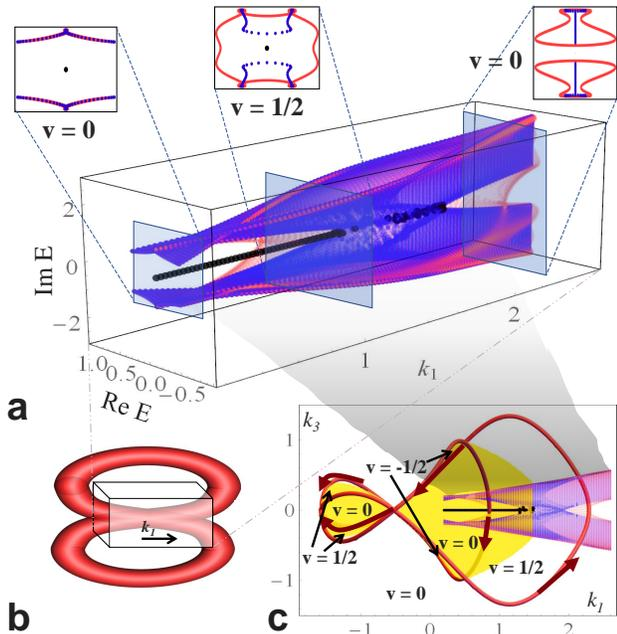 v = 0
v = 1/2
v = 0
2
0
−2
Im E
1.0
0.5
0.0
−0.5
Re E
1
2
k1
a
k1
b
k3
1
0
−1
v = -1/2
v = 0
v = 1/2
v = 0
v = 1/2
v = 0
−1
0
1
2
k1
c